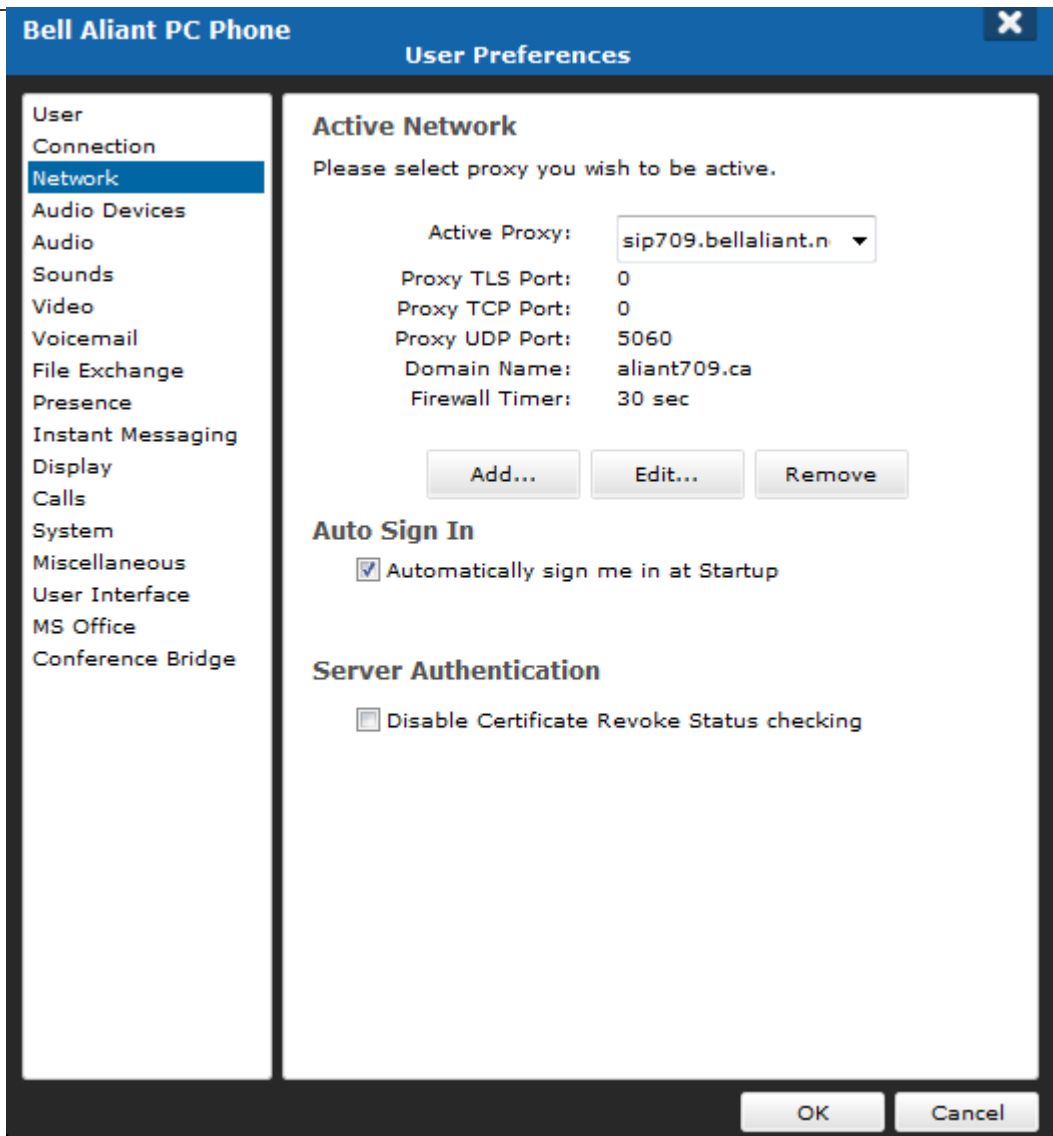 Bell Aliant PC Phone
User Preferences
User
Connection
Network
Audio Devices
Audio
Sounds
Video
Voicemail
File Exchange
Presence
Instant Messaging
Display
Calls
System
Miscellaneous
User Interface
MS Office
Conference Bridge
Active Network
Please select proxy you wish to be active.
Active Proxy: sip709.bellaliant.n
Proxy TLS Port: 0
Proxy TCP Port: 0
Proxy UDP Port: 5060
Domain Name: aliant709.ca
Firewall Timer: 30 sec
Add... Edit... Remove
Auto Sign In
Automatically sign me in at Startup
Server Authentication
Disable Certificate Revoke Status checking
OK Cancel